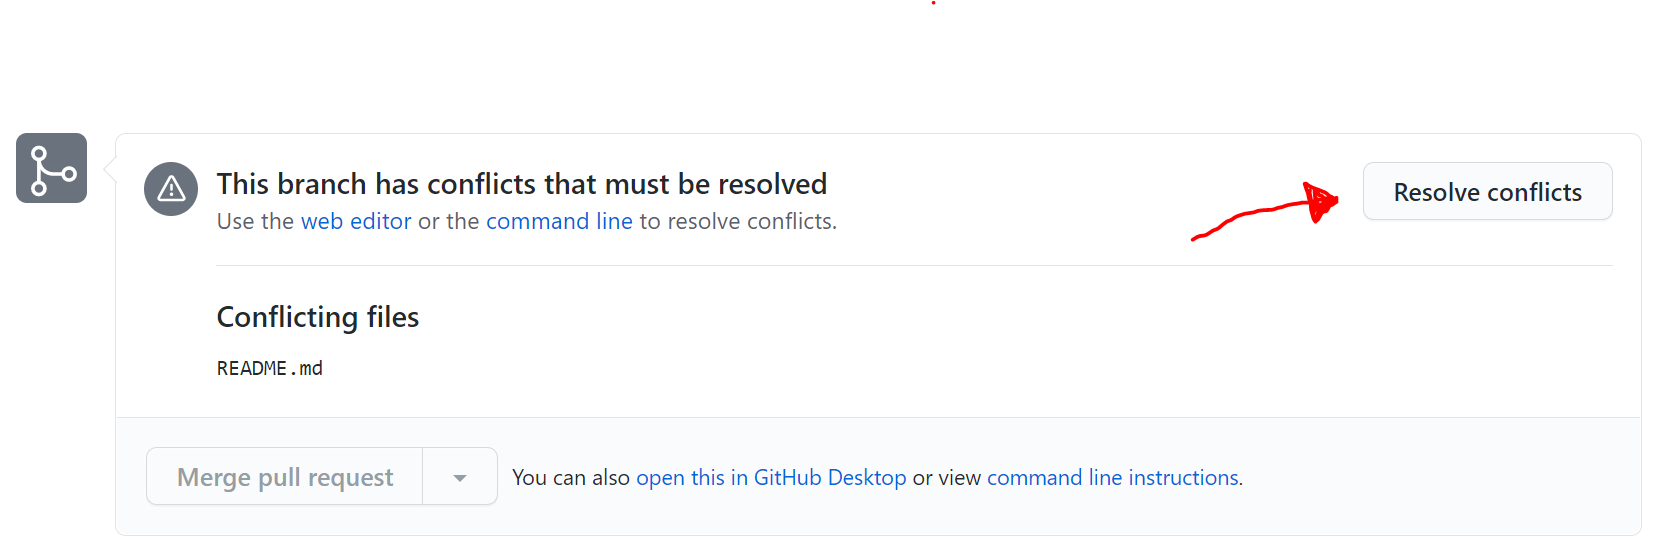 This branch has conflicts that must be resolved
Resolve conflicts
Use the web editor or the command line to resolve conflicts.
Conflicting files
README.md
Merge pull request
You can also open this in GitHub Desktop or view command line instructions.